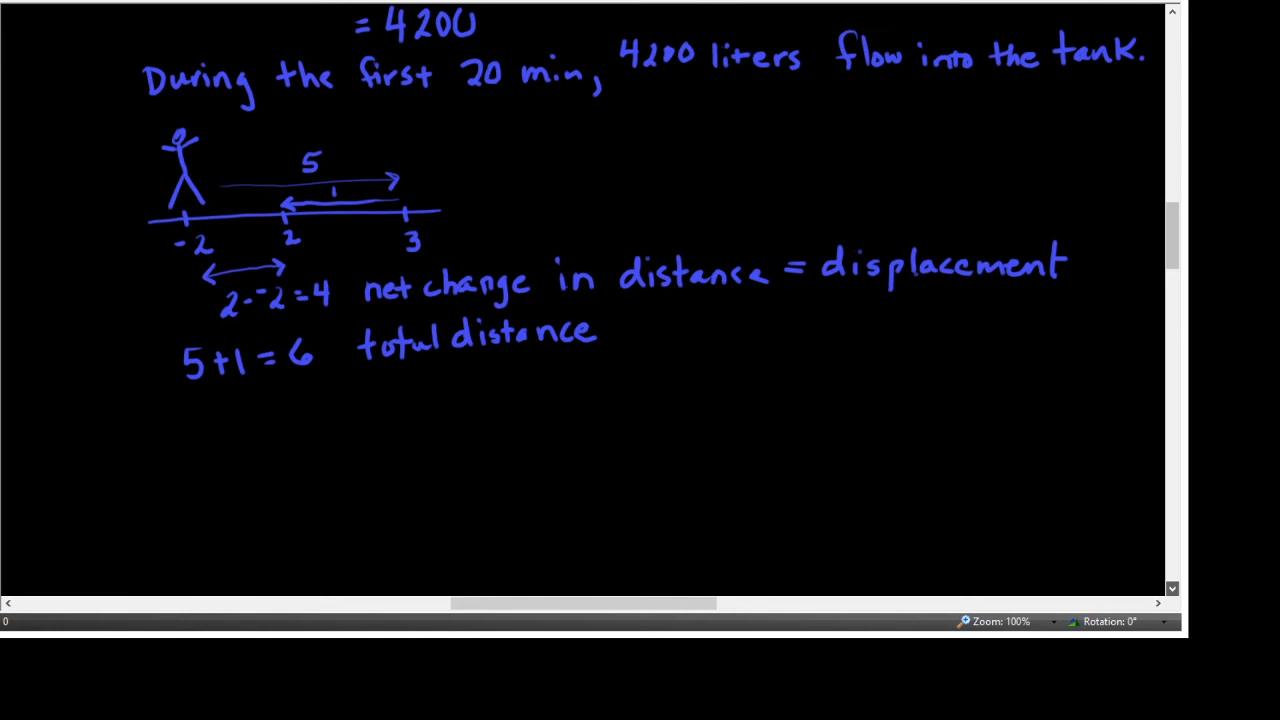 = 4200
During the first 20 min, 4200 liters flow into the tank.
5
1
-2 2 3
2--2=4 net change in distance = displacement
5+1=6 total distance
0
Zoom: 100% Rotation: 0°